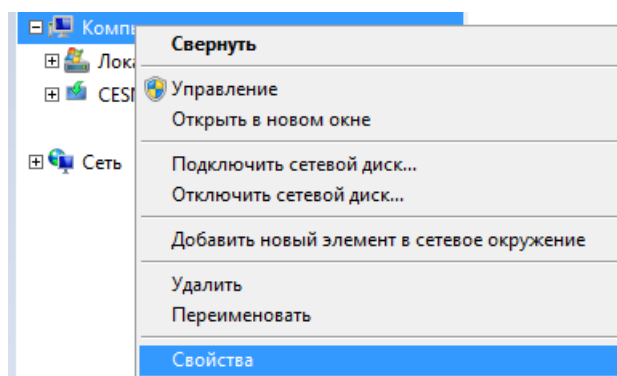 Свернуть
Управление
Открыть в новом окне
Сеть
Подключить сетевой диск...
Отключить сетевой диск...
Добавить новый элемент в сетевое окружение
Удалить
Переименовать
Свойства